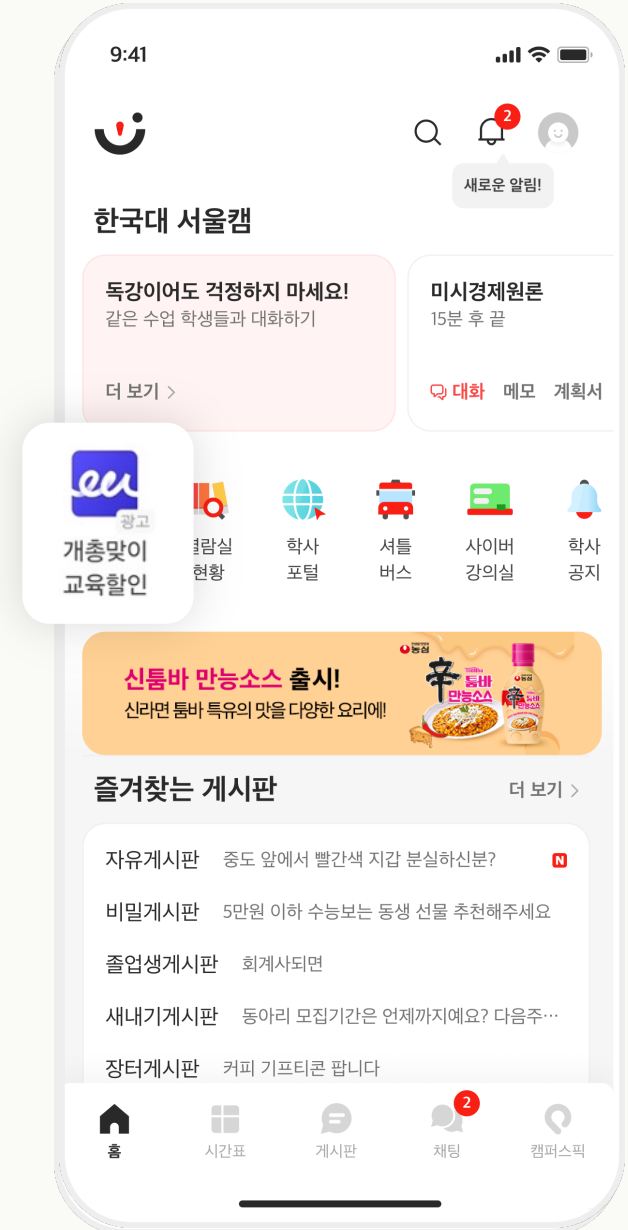 9:41
2
새로운 알림!
한국대 서울캠
독강이어도 걱정하지 마세요!
같은 수업 학생들과 대화하기
더 보기 >
미시경제원론
15분 후 끝
대화 메모 계획서
eu
광고
개총맞이
교육할인
열람실
현황
학사
포털
셔틀
버스
사이버
강의실
학사
공지
신툼바 만능소스 출시!
신라면 툼바 특유의 맛을 다양한 요리에!
농심
辛
툼바
만능소스
즐겨찾는 게시판
더 보기 >
자유게시판 중도 앞에서 빨간색 지갑 분실하신분? N
비밀게시판 5만원 이하 수능보는 동생 선물 추천해주세요
졸업생게시판 회계사되면
새내기게시판 동아리 모집기간은 언제까지예요? 다음주…
장터게시판 커피 기프티콘 팝니다
2
홈 시간표 게시판 채팅 캠퍼스픽